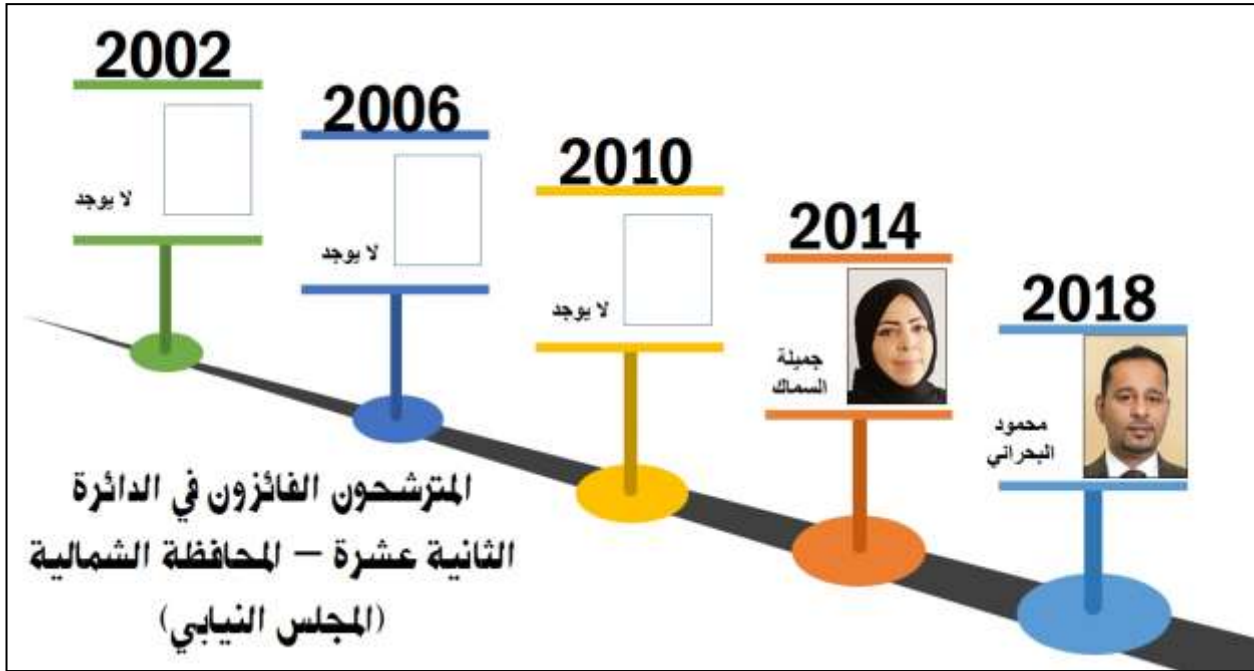 2002
لا يوجد
2006
لا يوجد
2010
لا يوجد
2014
جميلة
السماك
2018
محمود
البحراني
المترشحون الفائزون في الدائرة
الثانية عشرة – المحافظة الشمالية
(المجلس النيابي)